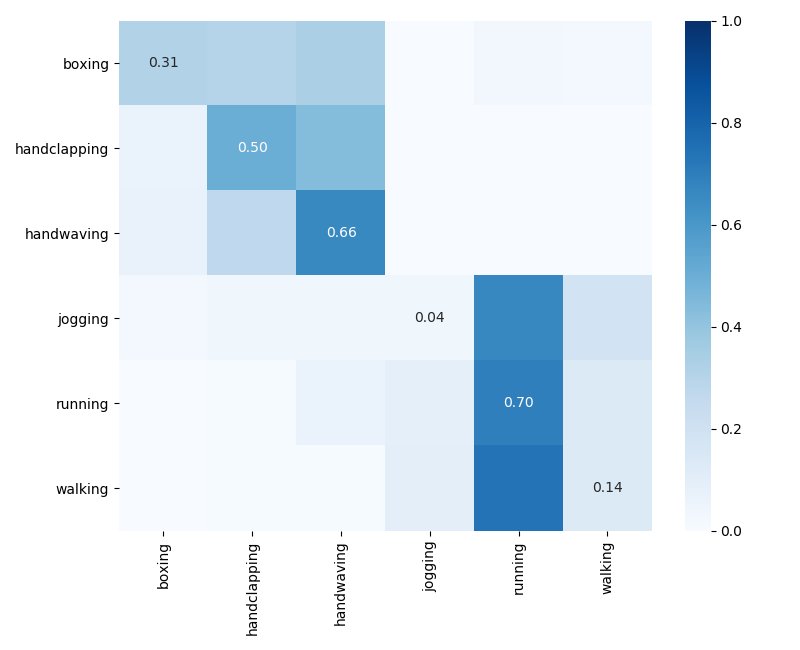 boxing
handclapping
handwaving
jogging
running
walking
0.31
0.50
0.66
0.04
0.70
0.14
boxing
handclapping
handwaving
jogging
running
walking
1.0
0.8
0.6
0.4
0.2
0.0